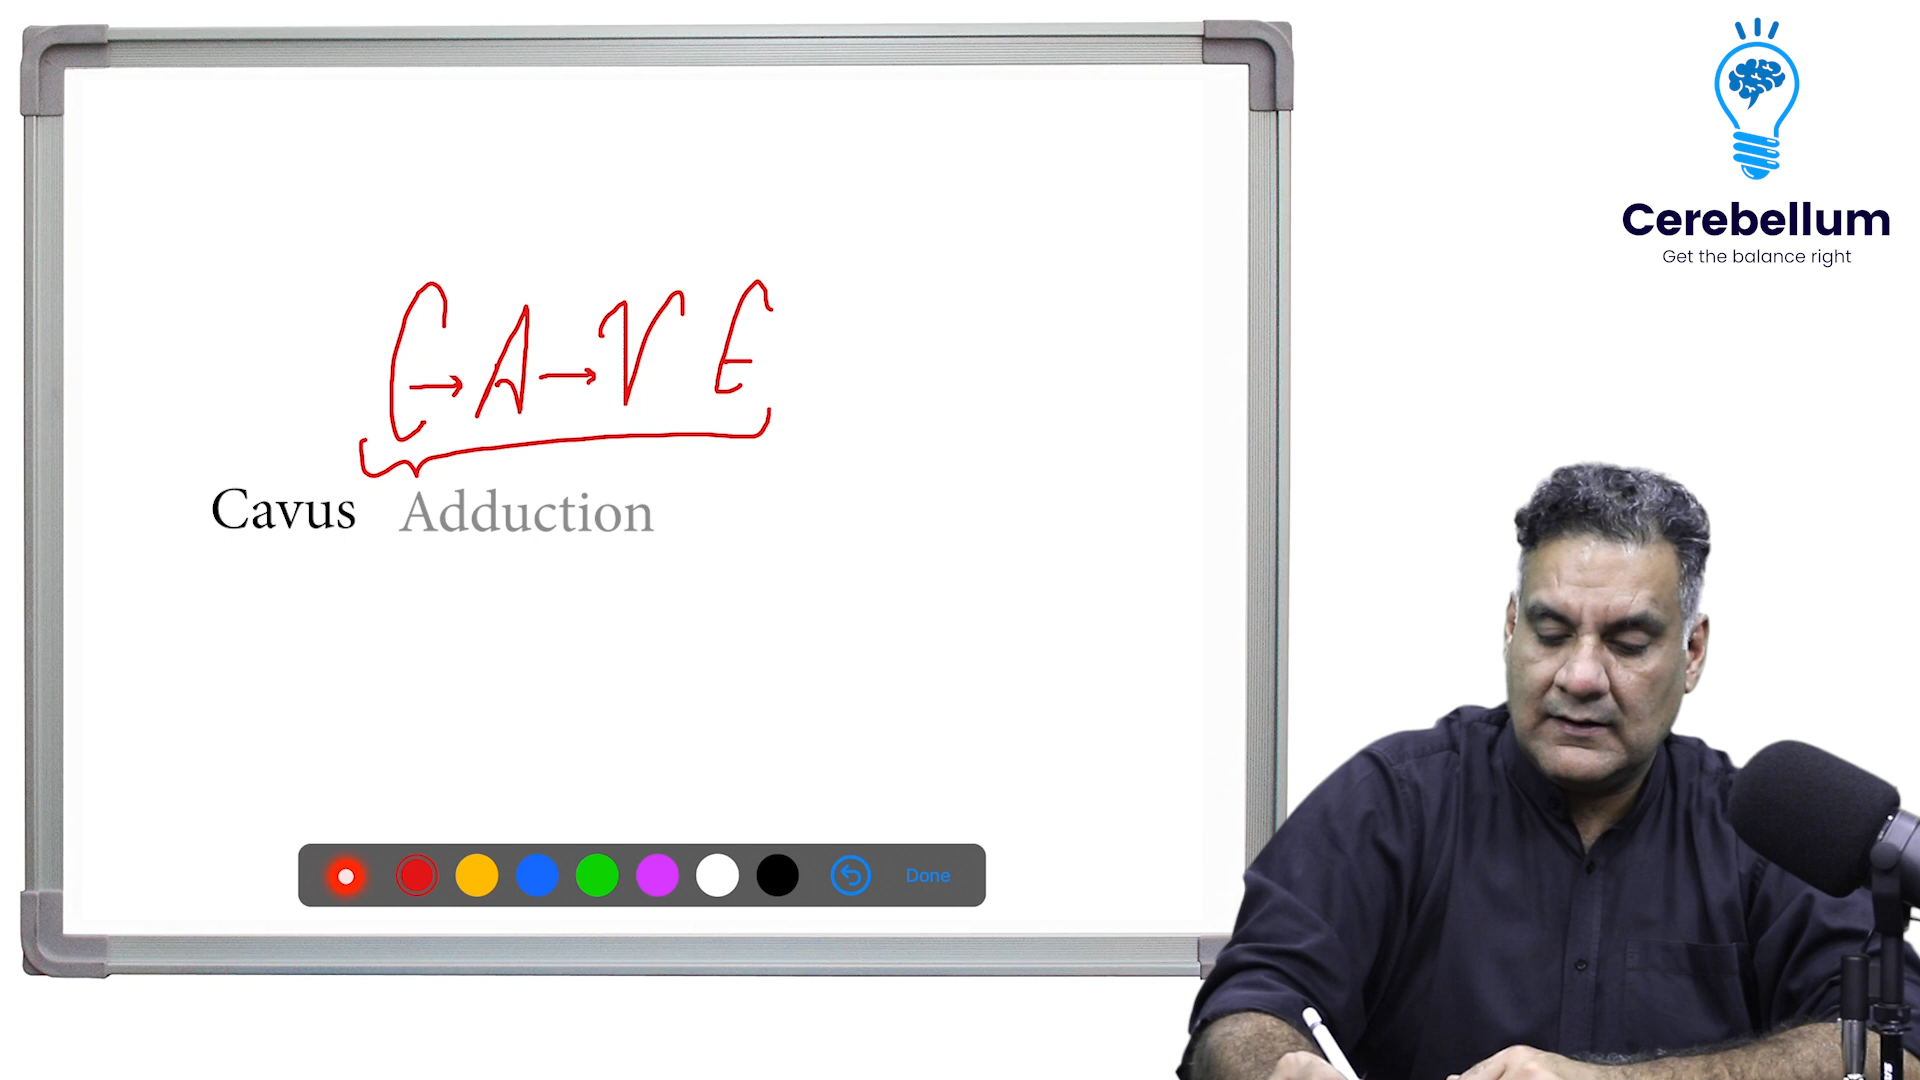 Cerebellum
Get the balance right
C→A→V E
Cavus Adduction
Done